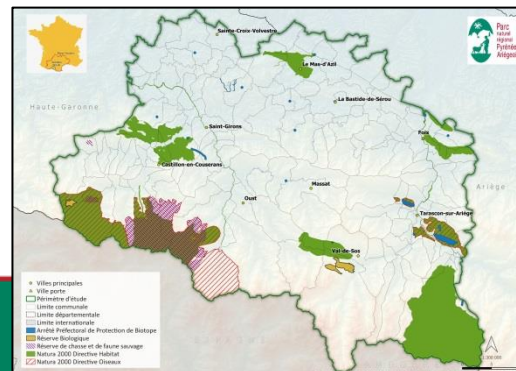 Parc
naturel
régional
Pyrénées
Ariégeoises
Sainte-Croix-Volvestre
Le Mas-d'Azil
Haute-Garonne
La Bastide-de-Sérou
Saint-Girons
Foix
Castillon-en-Couserans
Ariège
Massat
Oust
Tarascon-sur-Ariège
Val-de-Sos
Villes principales
Ville porte
Périmètre d'étude
Limite communale
Limite départementale
Limite internationale
Arrêté Préfectoral de Protection de Biotope
Réserve Biologique
Réserve de chasse et de faune sauvage
Natura 2000 Directive Habitat
Natura 2000 Directive Oiseaux